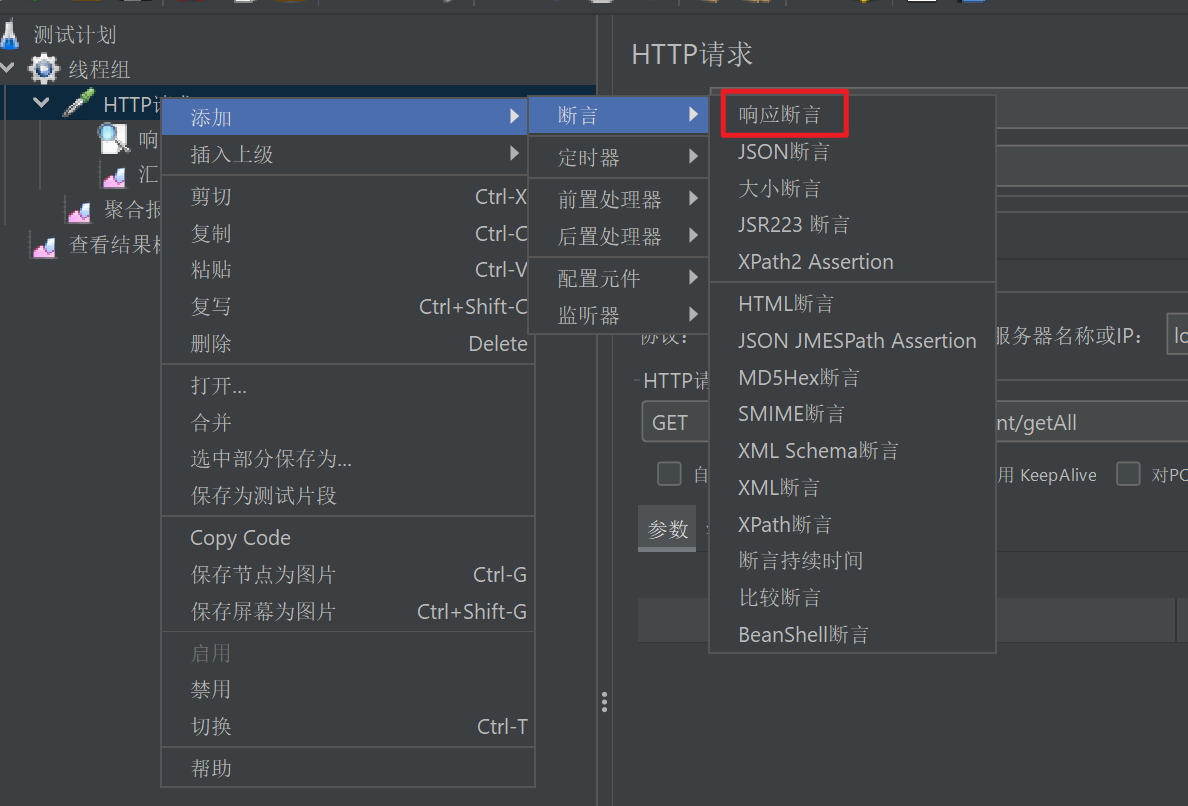 测试计划
线程组
HTTP请求
响
汇
聚合报
查看结果
添加
插入上级
剪切 Ctrl-X
复制 Ctrl-C
粘贴 Ctrl-V
复写 Ctrl+Shift-C
删除 Delete
打开...
合并
选中部分保存为...
保存为测试片段
Copy Code
保存节点为图片 Ctrl-G
保存屏幕为图片 Ctrl+Shift-G
启用
禁用
切换 Ctrl-T
帮助
断言
定时器
前置处理器
后置处理器
配置元件
监听器
响应断言
JSON断言
大小断言
JSR223 断言
XPath2 Assertion
HTML断言
JSON JMESPath Assertion
MD5Hex断言
SMIME断言
XML Schema断言
XML断言
XPath断言
断言持续时间
比较断言
BeanShell断言
HTTP请求
协议：
服务器名称或IP：
lo
HTTP请
GET
nt/getAll
自
用 KeepAlive
对PO
参数